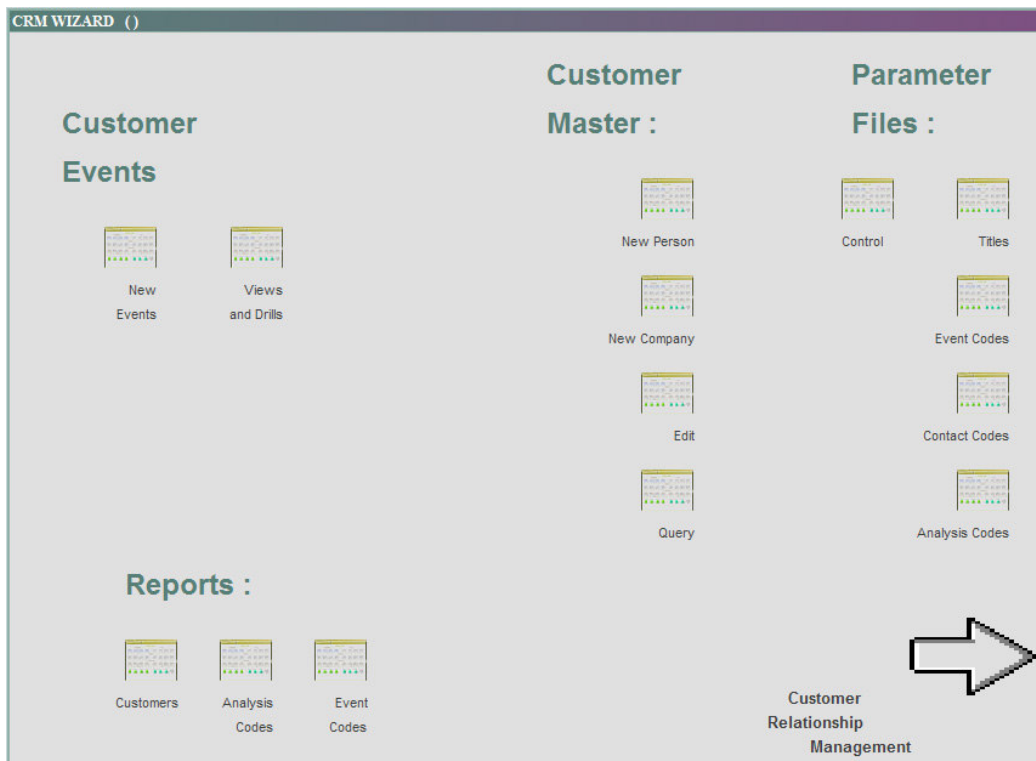 CRM WIZARD ( )
Customer
Events
New
Events
Views
and Drills
Customer
Master :
New Person
New Company
Edit
Query
Parameter
Files :
Control
Titles
Event Codes
Contact Codes
Analysis Codes
Reports :
Customers
Analysis
Codes
Event
Codes
Customer
Relationship
Management